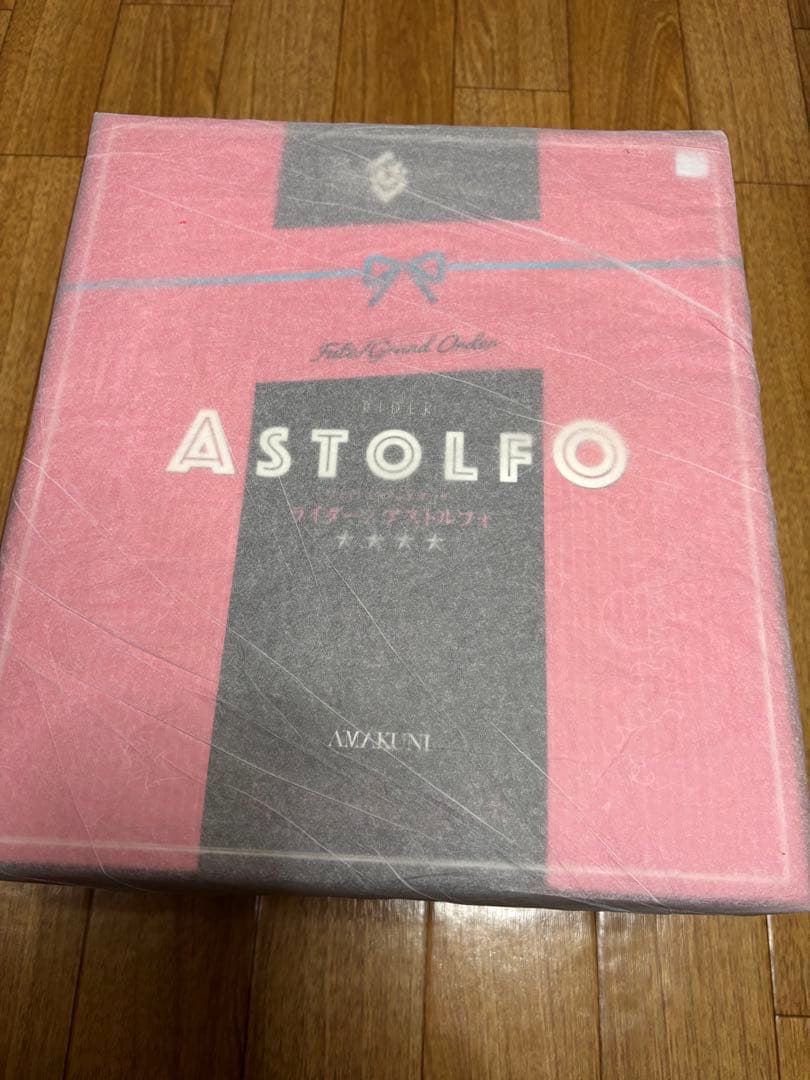 Fate/Grand Order
RIDER
ASTOLFO
ライダー/アストルフォ
★★★★
AMAKUNI